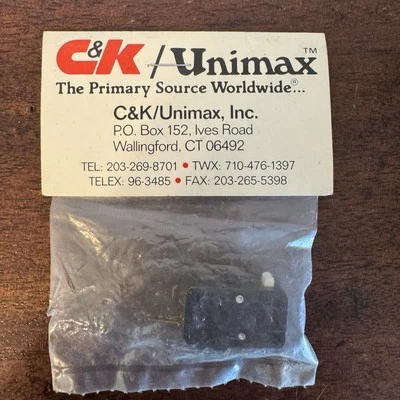 C&K/Unimax™
The Primary Source Worldwide®...
C&K/Unimax, Inc.
P.O. Box 152, Ives Road
Wallingford, CT 06492
TEL: 203-269-8701 • TWX: 710-476-1397
TELEX: 96-3485 • FAX: 203-265-5398